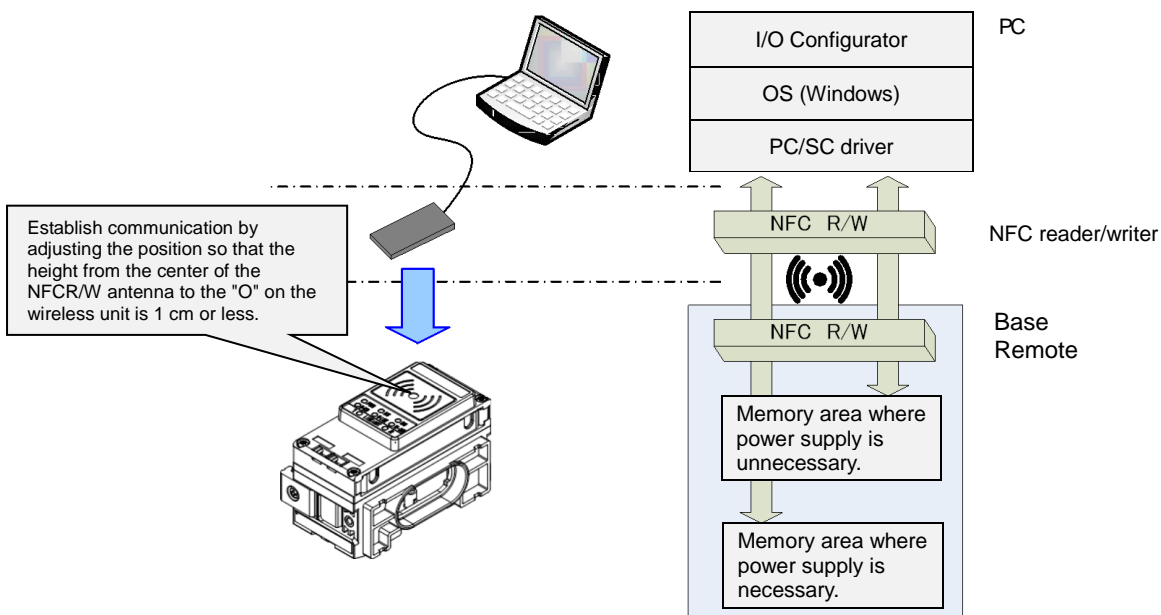 I/O Configurator
PC
OS (Windows)
PC/SC driver
Establish communication by
adjusting the position so that the
height from the center of the
NFCR/W antenna to the "O" on the
wireless unit is 1 cm or less.
NFC R/W
NFC reader/writer
NFC R/W
Base
Remote
Memory area where
power supply is
unnecessary.
Memory area where
power supply is
necessary.